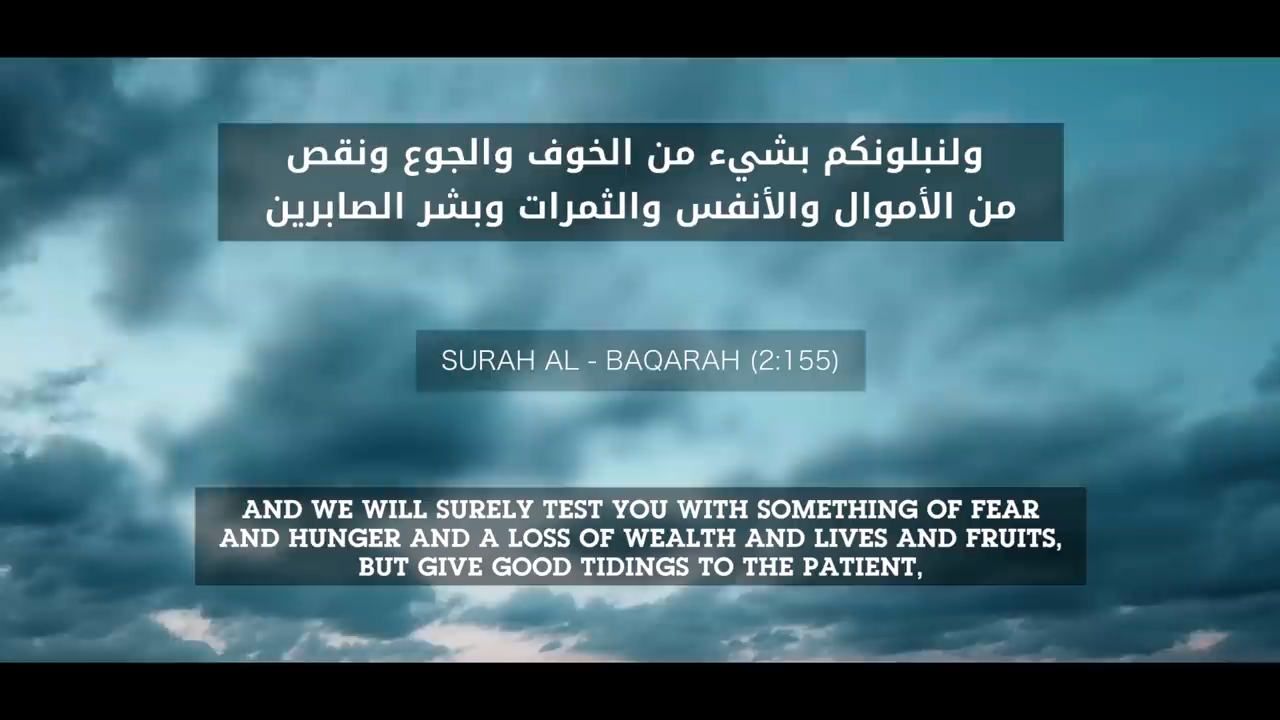 ولنبلونكم بشيء من الخوف والجوع ونقص
من الأموال والأنفس والثمرات وبشر الصابرين
SURAH AL - BAQARAH (2:155)
AND WE WILL SURELY TEST YOU WITH SOMETHING OF FEAR
AND HUNGER AND A LOSS OF WEALTH AND LIVES AND FRUITS,
BUT GIVE GOOD TIDINGS TO THE PATIENT,